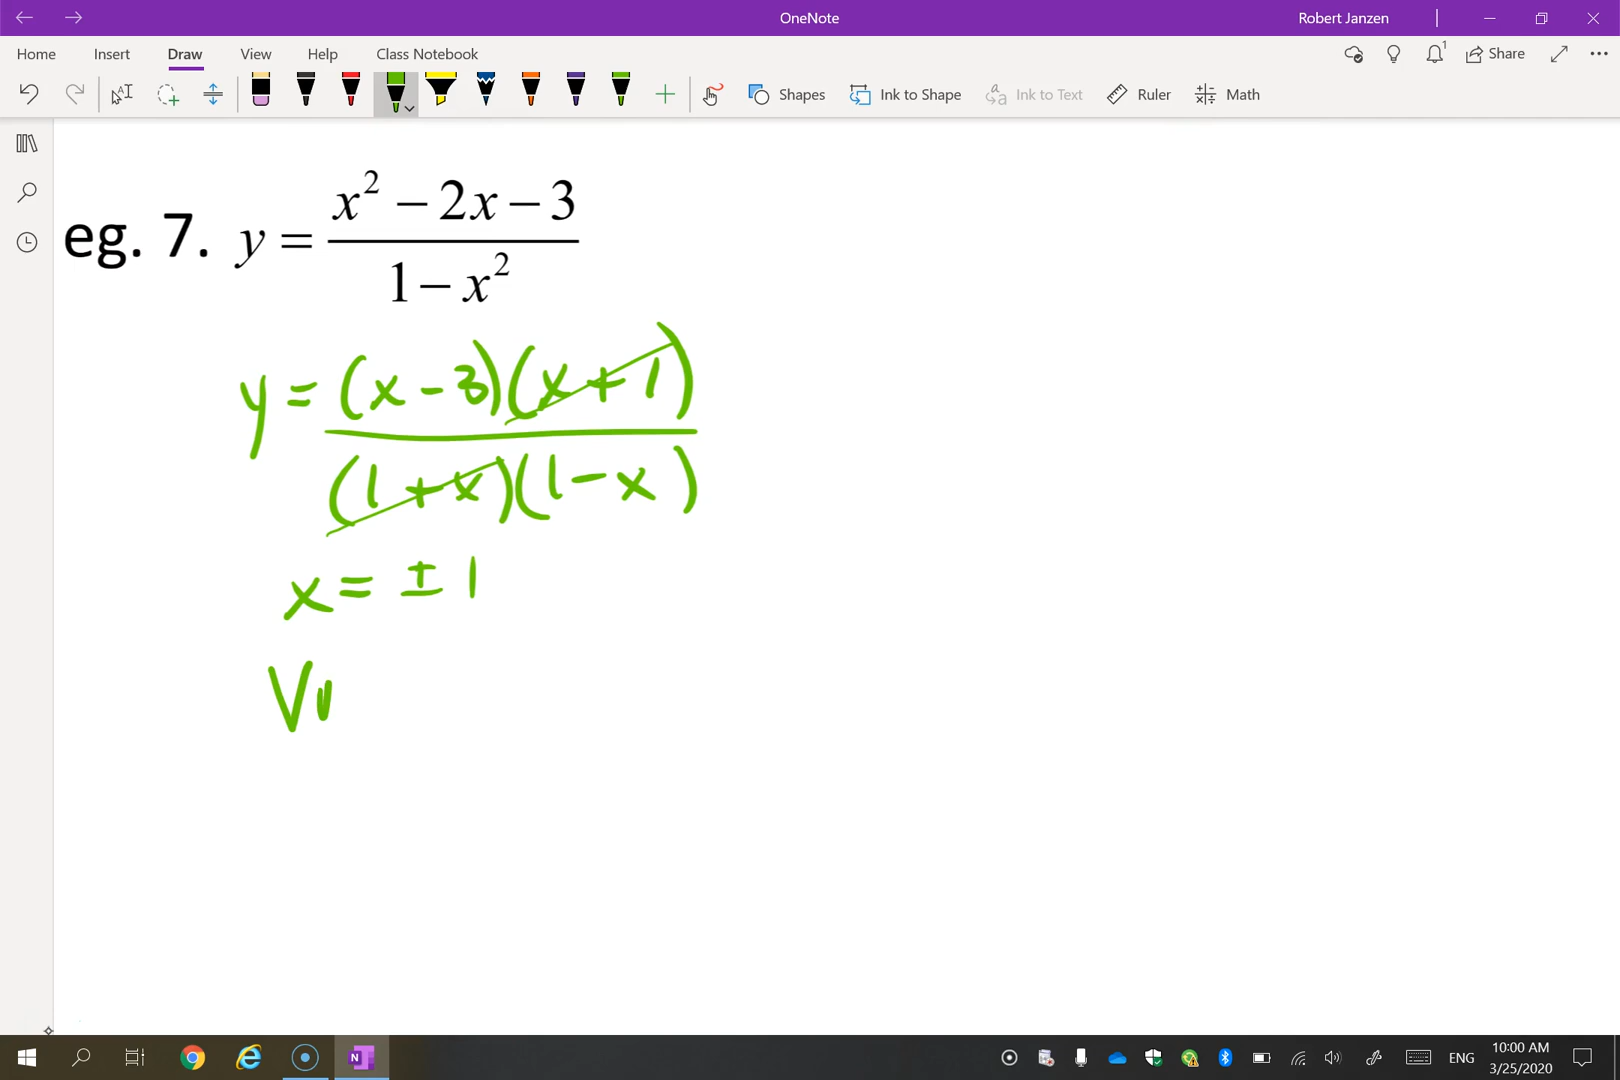 OneNote
Robert Janzen
Home Insert Draw View Help Class Notebook
1 Share
Shapes Ink to Shape Ink to Text Ruler Math
eg. 7. y = (x² − 2x − 3) / (1 − x²)
y = (x − 3)(x + 1)
(1 + x)(1 − x)
x = ± 1
V
ENG
10:00 AM
3/25/2020